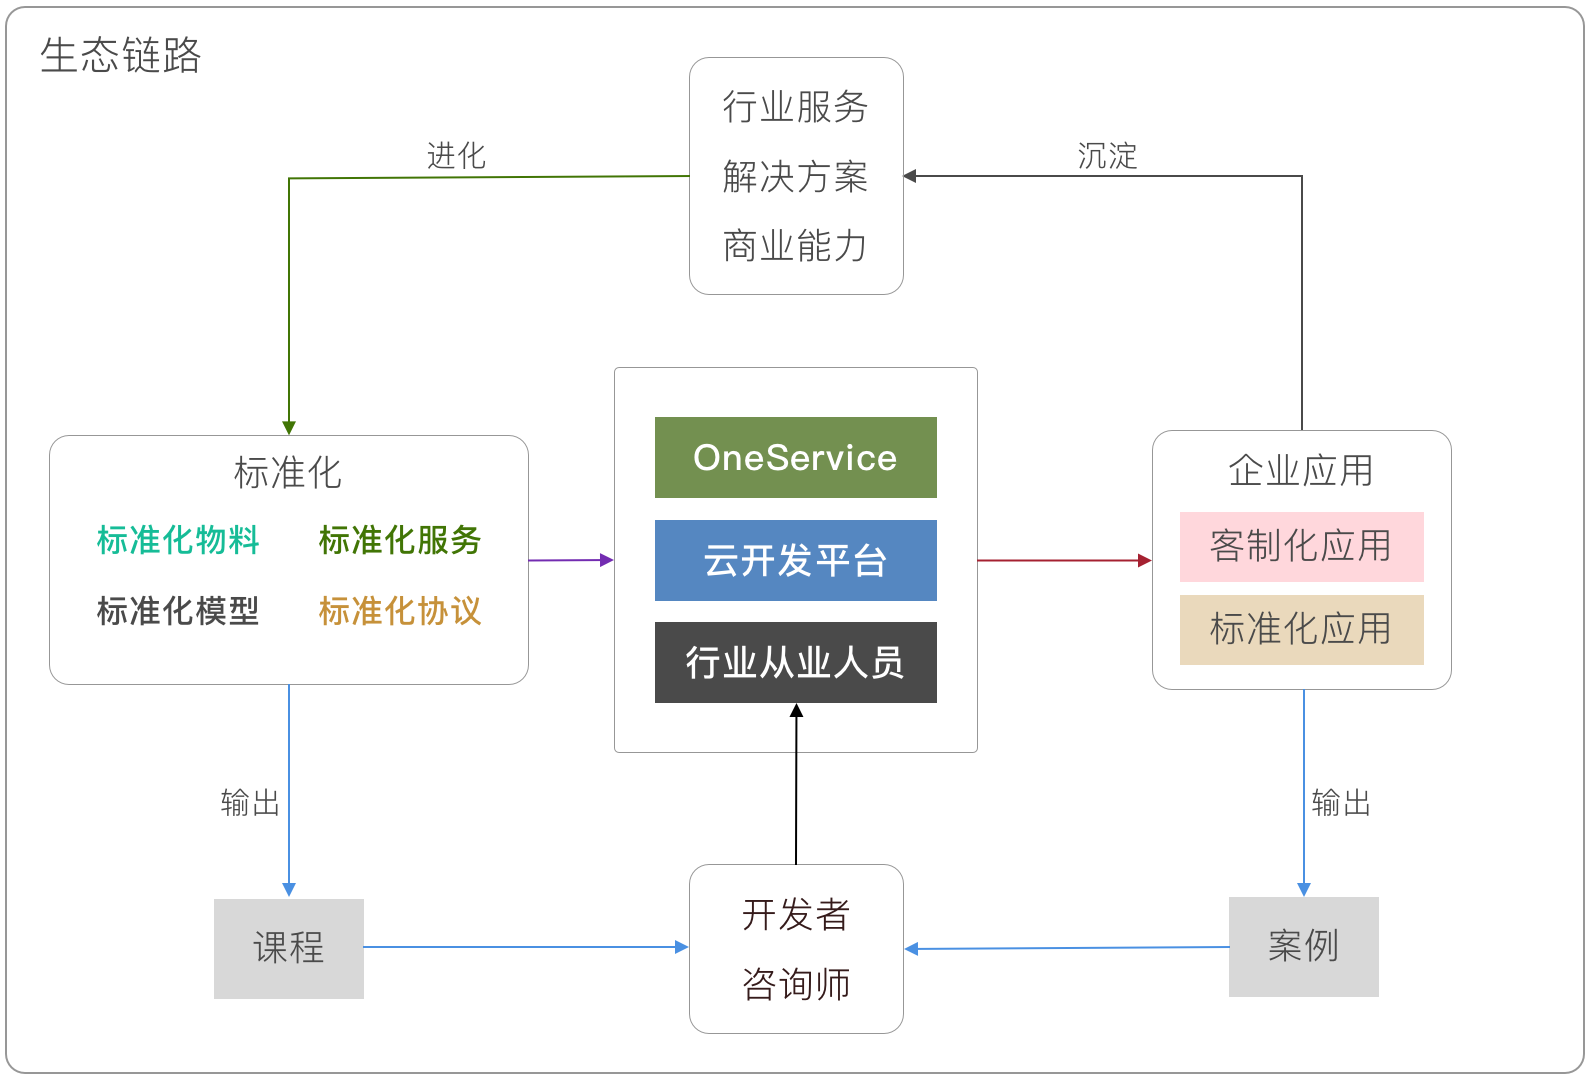 生态链路
行业服务
解决方案
商业能力
进化
沉淀
标准化
标准化物料
标准化服务
标准化模型
标准化协议
OneService
云开发平台
行业从业人员
企业应用
客制化应用
标准化应用
输出
输出
课程
开发者
咨询师
案例